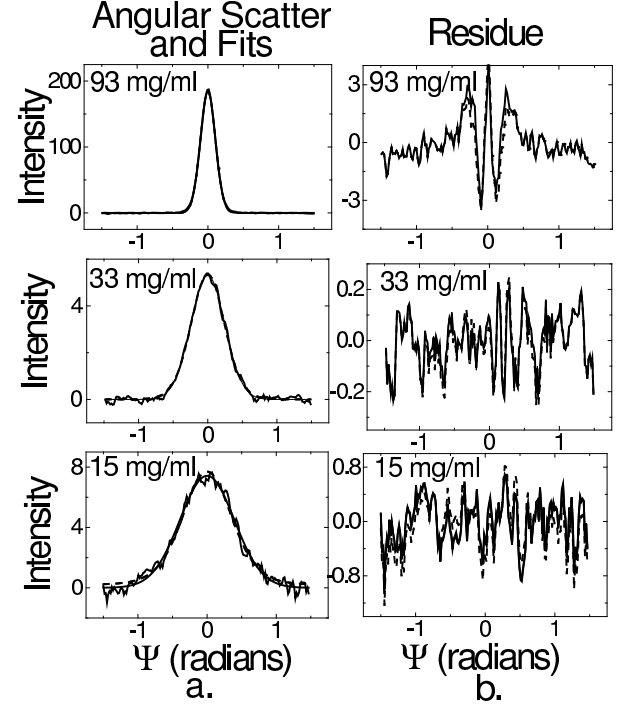 Angular Scatter
and Fits
Residue
93 mg/ml
200
100
0
Intensity
-1 0 1
93 mg/ml
3
0
-3
-1 0 1
33 mg/ml
4
0
Intensity
-1 0 1
33 mg/ml
0.2
0.0
-0.2
-1 0 1
15 mg/ml
8
4
0
Intensity
-1 0 1
Ψ (radians)
a.
15 mg/ml
0.8
0.0
-0.8
-1 0 1
Ψ (radians)
b.